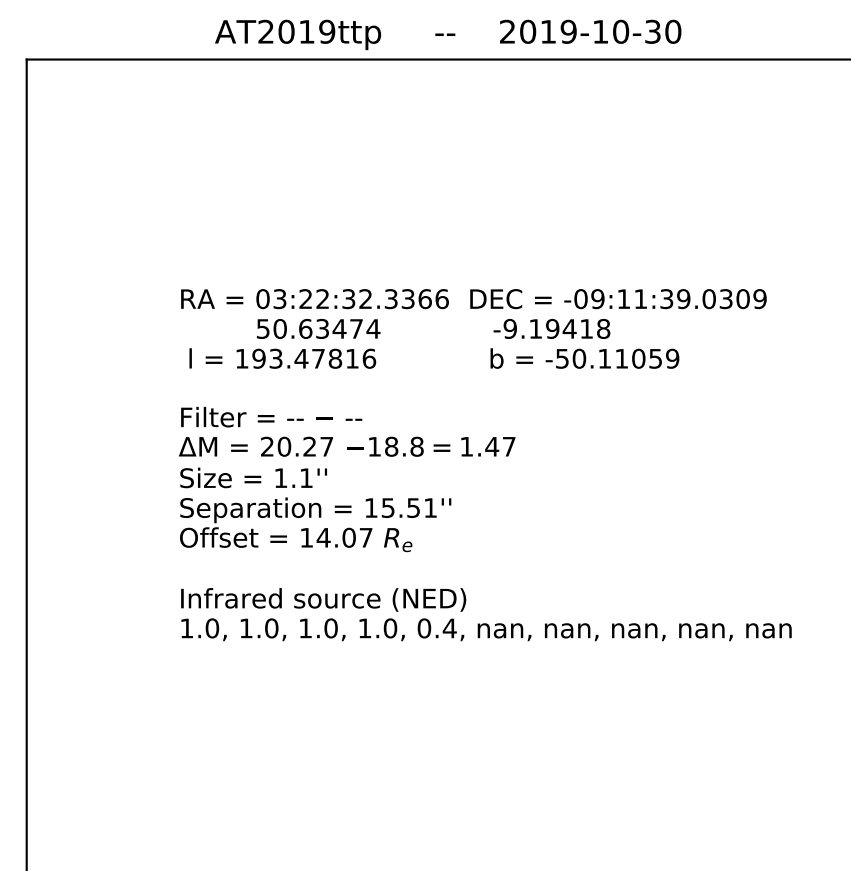 AT2019ttp -- 2019-10-30
RA = 03:22:32.3366 DEC = -09:11:39.0309
50.63474 -9.19418
l = 193.47816 b = -50.11059
Filter = -- − --
ΔM = 20.27 −18.8 = 1.47
Size = 1.1''
Separation = 15.51''
Offset = 14.07 Rₑ
Infrared source (NED)
1.0, 1.0, 1.0, 1.0, 0.4, nan, nan, nan, nan, nan